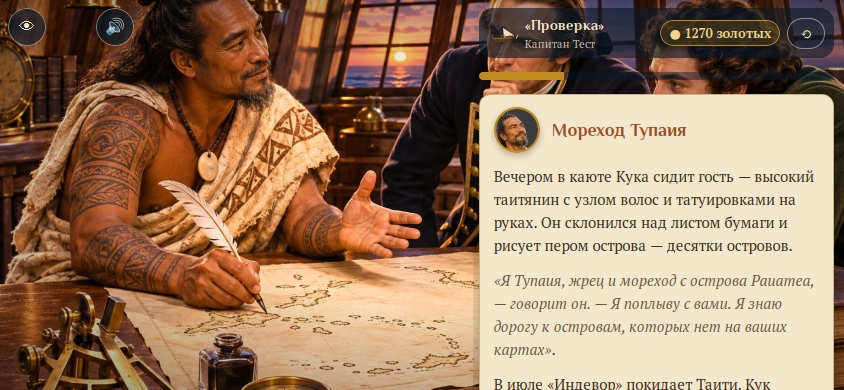 «Проверка»
Капитан Тест
1270 золотых
Мореход Тупаия
Вечером в каюте Кука сидит гость — высокий
таитянин с узлом волос и татуировками на
руках. Он склонился над листом бумаги и
рисует пером острова — десятки островов.
«Я Тупаия, жрец и мореход с острова Раиатеа,
— говорит он. — Я поплыву с вами. Я знаю
дорогу к островам, которых нет на ваших
картах».
В июле «Индевор» покидает Таити. Кук